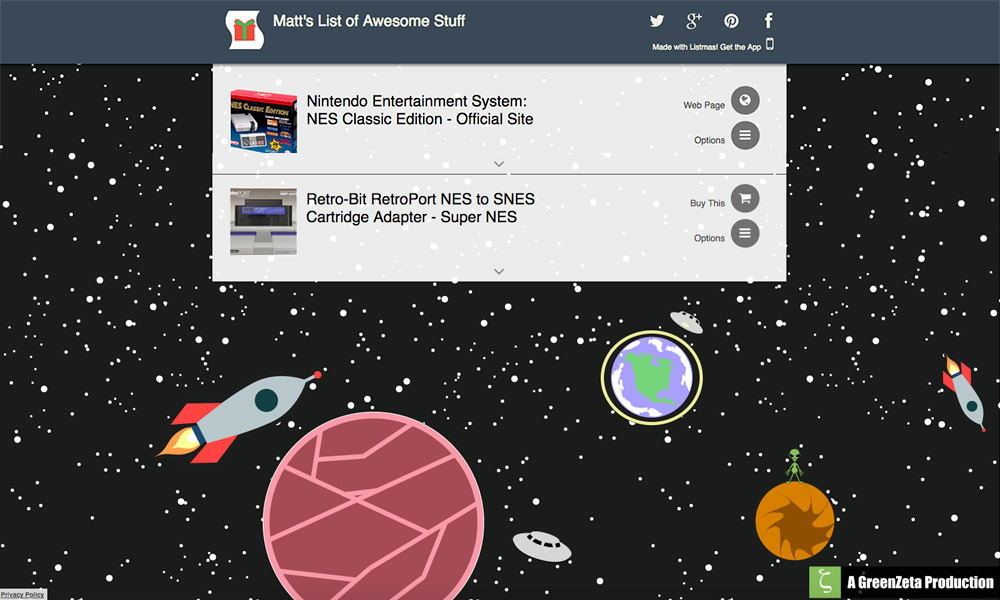 Matt's List of Awesome Stuff
g+
f
Made with Listmas! Get the App
NES CLASSIC EDITION
Nintendo Entertainment System:
NES Classic Edition - Official Site
Web Page
Options
Retro-Bit RetroPort NES to SNES
Cartridge Adapter - Super NES
Buy This
Options
A GreenZeta Production
Privacy Policy